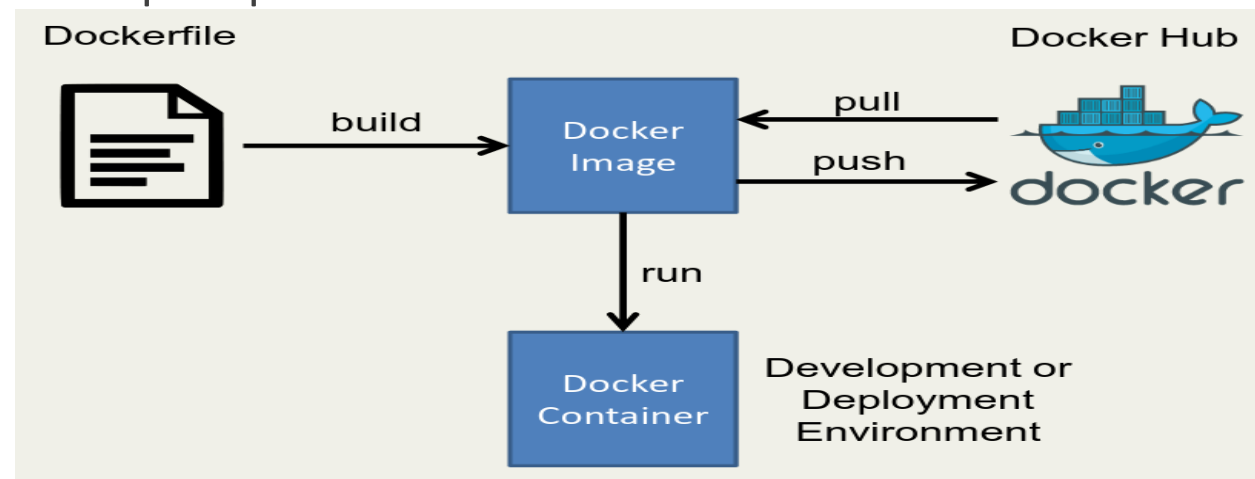 Dockerfile
Docker Hub
build
Docker
Image
pull
push
docker
run
Docker
Container
Development or
Deployment
Environment